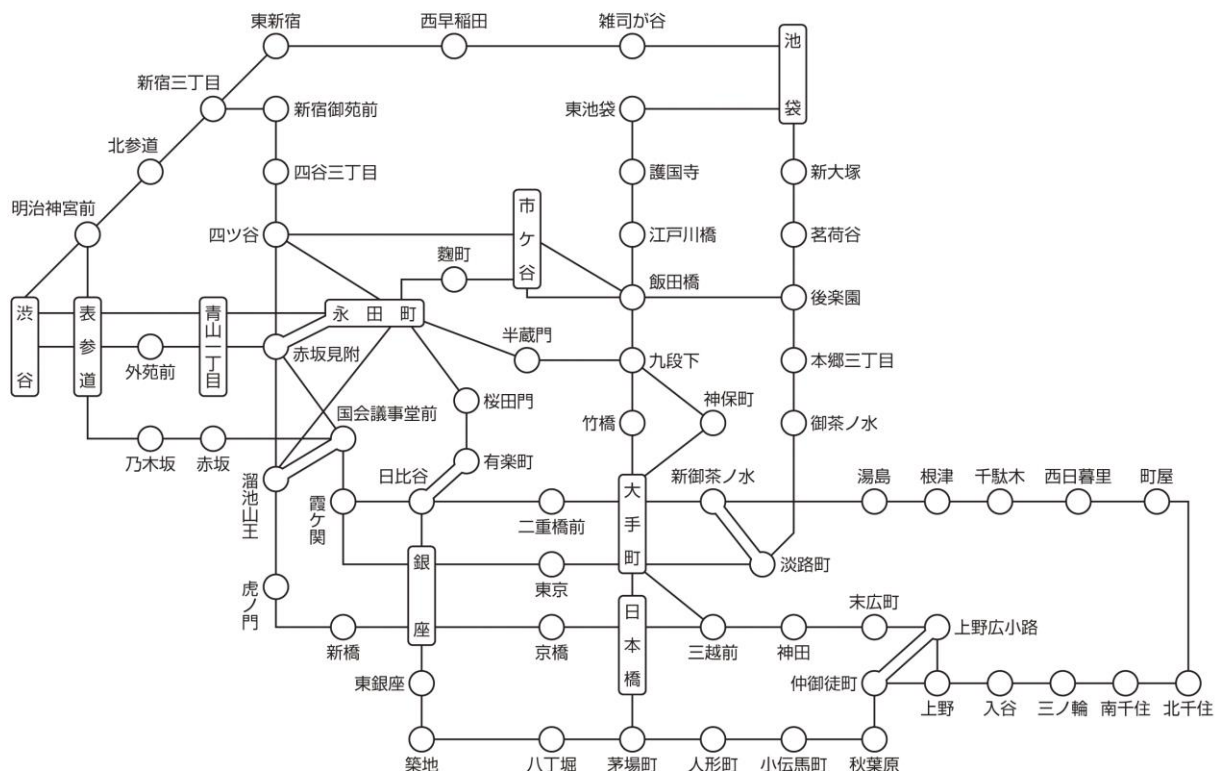 東新宿
西早稲田
雑司が谷
池袋
新宿三丁目
新宿御苑前
東池袋
北参道
四谷三丁目
護国寺
新大塚
明治神宮前
四ツ谷
市ケ谷
江戸川橋
茗荷谷
麴町
飯田橋
後楽園
渋谷
表参道
青山一丁目
永田町
外苑前
赤坂見附
半蔵門
九段下
本郷三丁目
桜田門
神保町
国会議事堂前
竹橋
御茶ノ水
乃木坂
赤坂
有楽町
日比谷
溜池山王
霞ケ関
二重橋前
大手町
新御茶ノ水
湯島
根津
千駄木
西日暮里
町屋
銀座
東京
淡路町
虎ノ門
新橋
京橋
日本橋
三越前
神田
末広町
上野広小路
東銀座
仲御徒町
上野
入谷
三ノ輪
南千住
北千住
築地
八丁堀
茅場町
人形町
小伝馬町
秋葉原